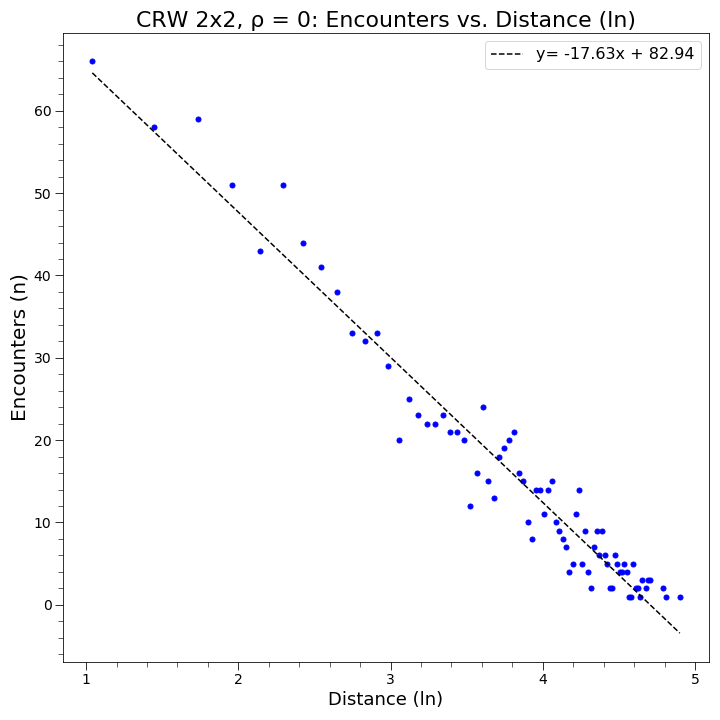 CRW 2x2, ρ = 0: Encounters vs. Distance (ln)
y= -17.63x + 82.94
Encounters (n)
60
50
40
30
20
10
0
1 2 3 4 5
Distance (ln)